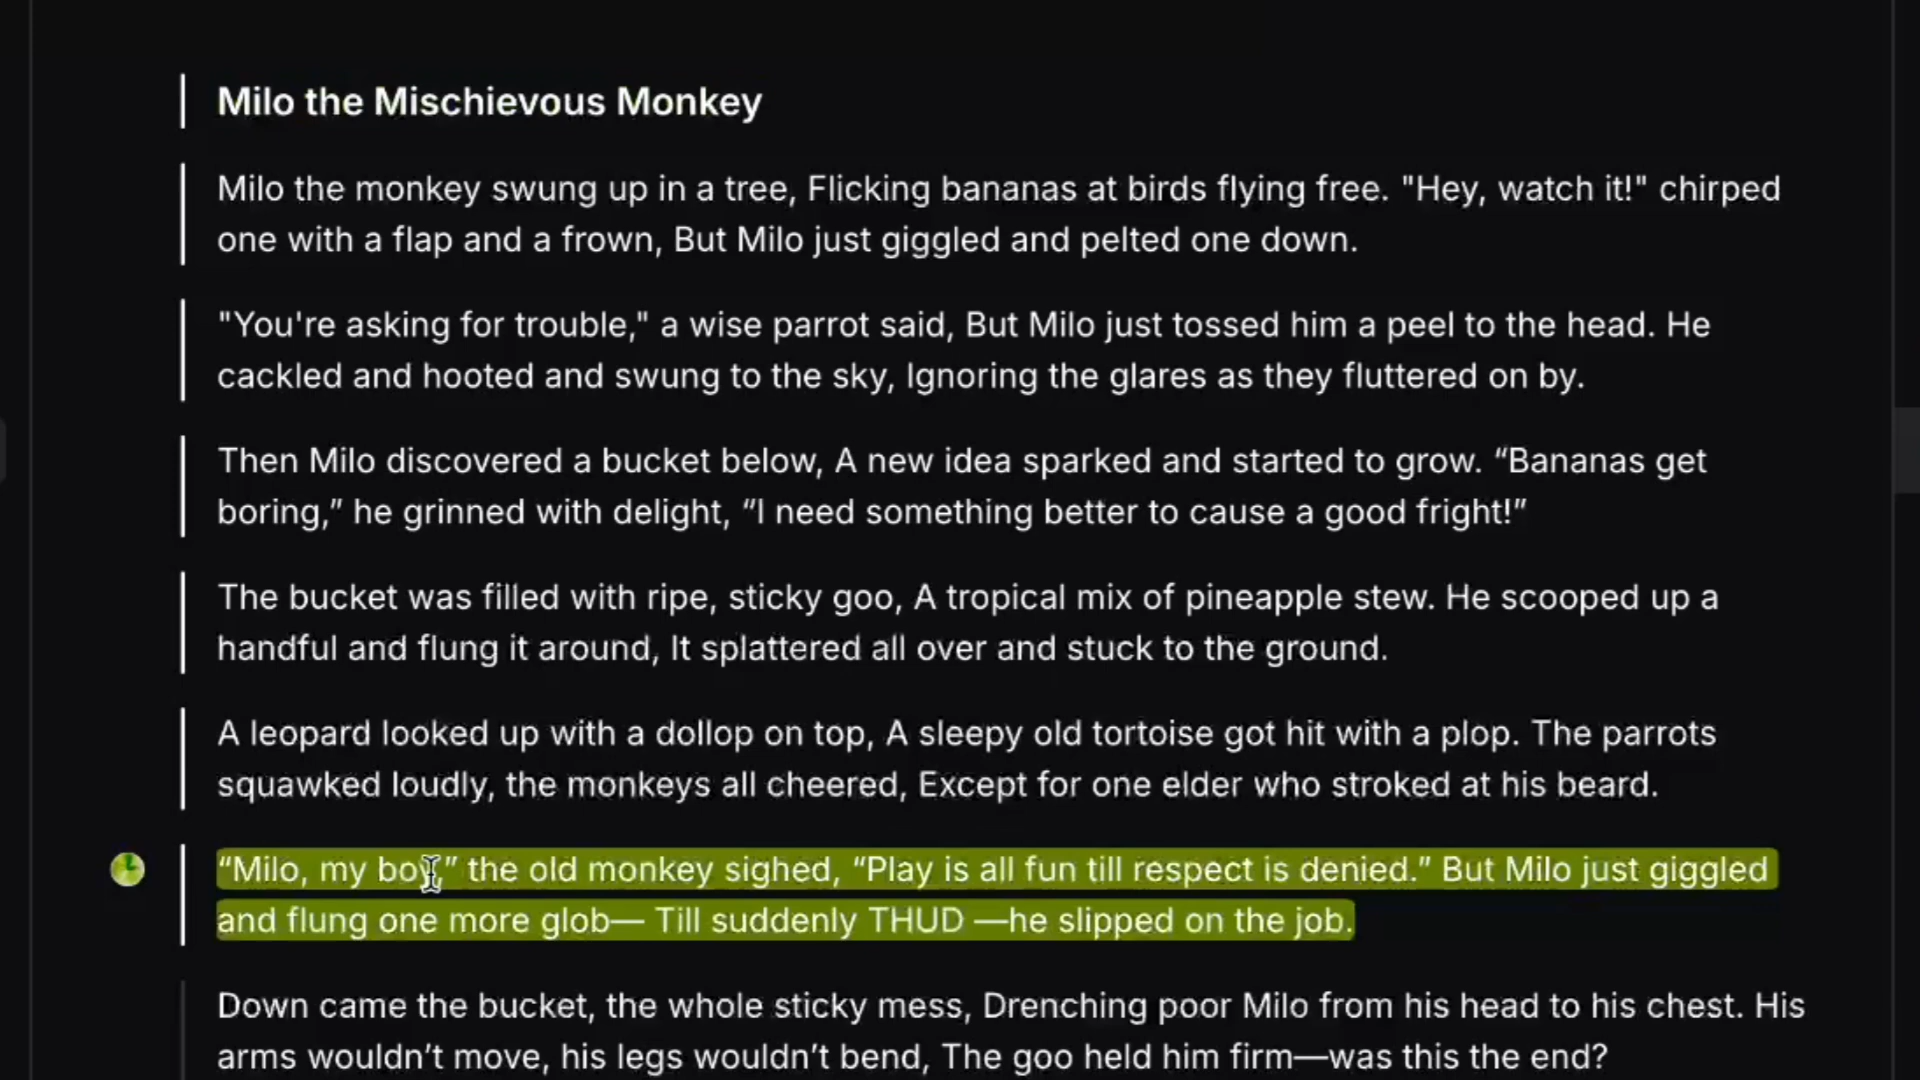 Milo the Mischievous Monkey
Milo the monkey swung up in a tree, Flicking bananas at birds flying free. "Hey, watch it!" chirped
one with a flap and a frown, But Milo just giggled and pelted one down.
"You're asking for trouble," a wise parrot said, But Milo just tossed him a peel to the head. He
cackled and hooted and swung to the sky, Ignoring the glares as they fluttered on by.
Then Milo discovered a bucket below, A new idea sparked and started to grow. “Bananas get
boring,” he grinned with delight, “I need something better to cause a good fright!”
The bucket was filled with ripe, sticky goo, A tropical mix of pineapple stew. He scooped up a
handful and flung it around, It splattered all over and stuck to the ground.
A leopard looked up with a dollop on top, A sleepy old tortoise got hit with a plop. The parrots
squawked loudly, the monkeys all cheered, Except for one elder who stroked at his beard.
“Milo, my boy,” the old monkey sighed, “Play is all fun till respect is denied.” But Milo just giggled
and flung one more glob— Till suddenly THUD —he slipped on the job.
Down came the bucket, the whole sticky mess, Drenching poor Milo from his head to his chest. His
arms wouldn’t move, his legs wouldn’t bend, The goo held him firm—was this the end?